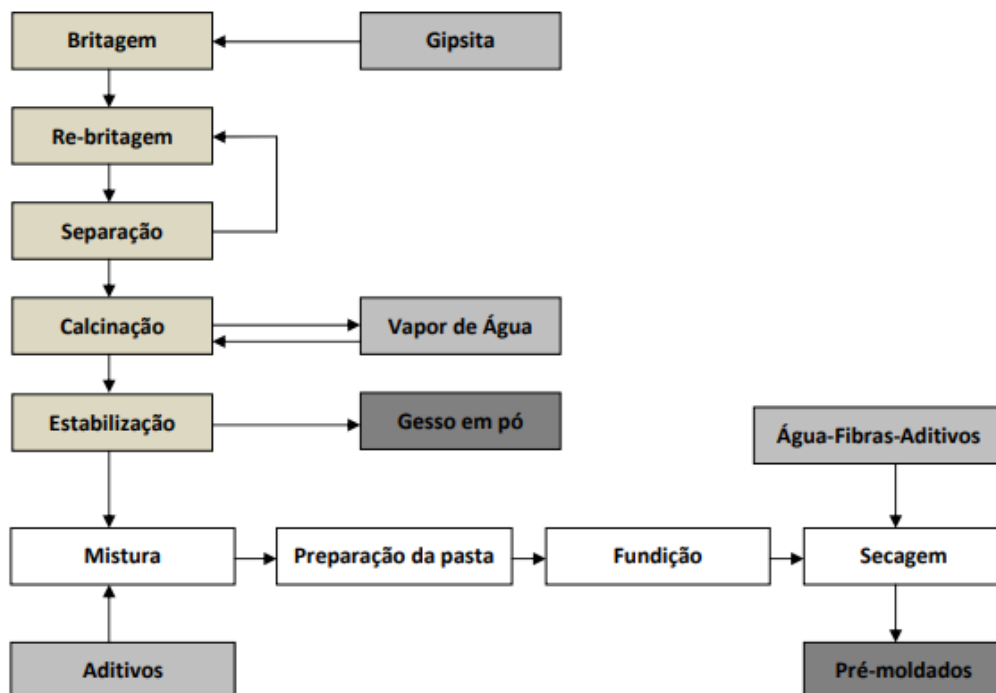 Britagem
Gipsita
Re-britagem
Separação
Calcinação
Vapor de Água
Estabilização
Gesso em pó
Água-Fibras-Aditivos
Mistura
Preparação da pasta
Fundição
Secagem
Aditivos
Pré-moldados